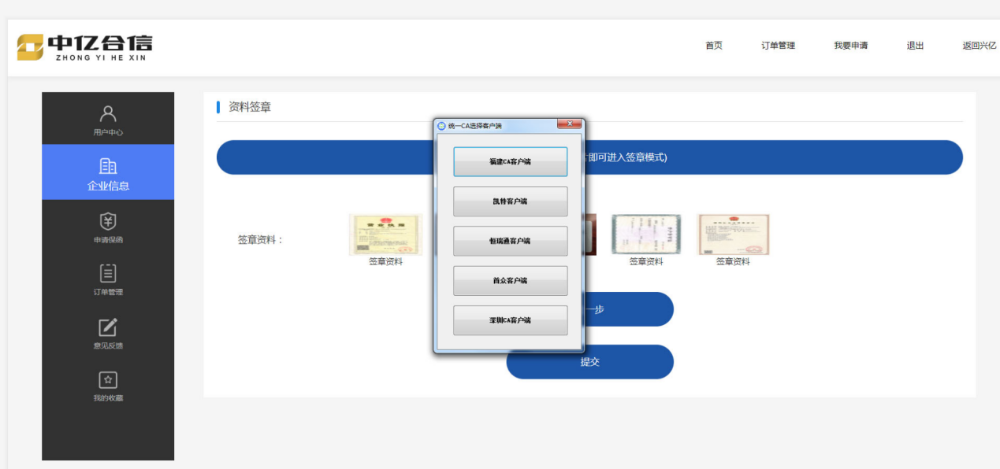 中亿合信
ZHONG YI HE XIN
首页 订单管理 我要申请 退出 返回兴亿
用户中心
企业信息
申请保函
订单管理
意见反馈
我的收藏
资料签章
即可进入签章模式)
签章资料：
营业执照
签章资料
签章资料
签章资料
一步
提交
统一CA选择客户端
福建CA客户端
凯特客户端
恒瑞通客户端
首众客户端
深圳CA客户端